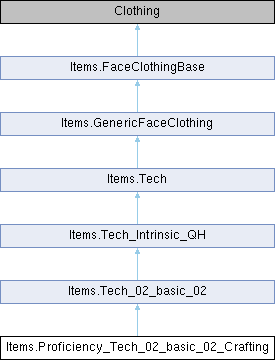 Clothing
Items.FaceClothingBase
Items.GenericFaceClothing
Items.Tech
Items.Tech_Intrinsic_QH
Items.Tech_02_basic_02
Items.Proficiency_Tech_02_basic_02_Crafting